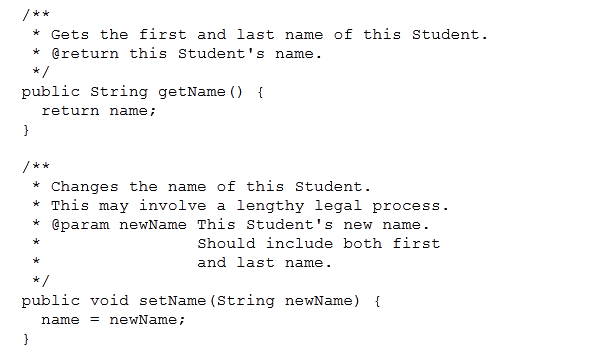 /**
 * Gets the first and last name of this Student.
 * @return this Student's name.
 */
public String getName() {
  return name;
}

/**
 * Changes the name of this Student.
 * This may involve a lengthy legal process.
 * @param newName This Student's new name.
 *                Should include both first
 *                and last name.
 */
public void setName(String newName) {
  name = newName;
}